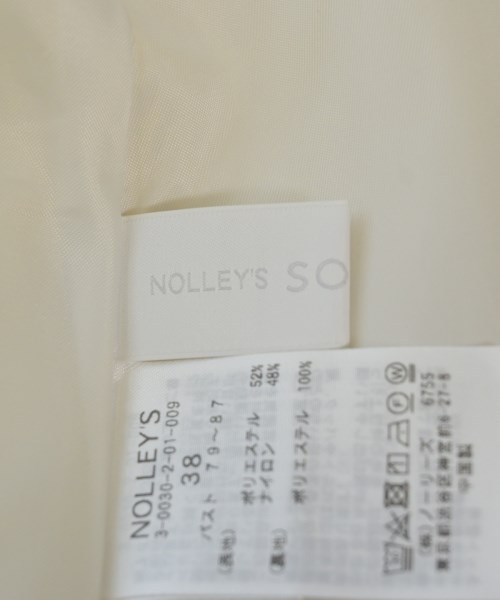 NOLLEY'S SO
NOLLEY'S
3-0030-2-01-009
38
バスト 79～87
(表地)
ポリエステル 52%
ナイロン 48%
(裏地)
ポリエステル 100%
(株)ノーリーズ 6755
東京都渋谷区神宮前6-27-8
中国製